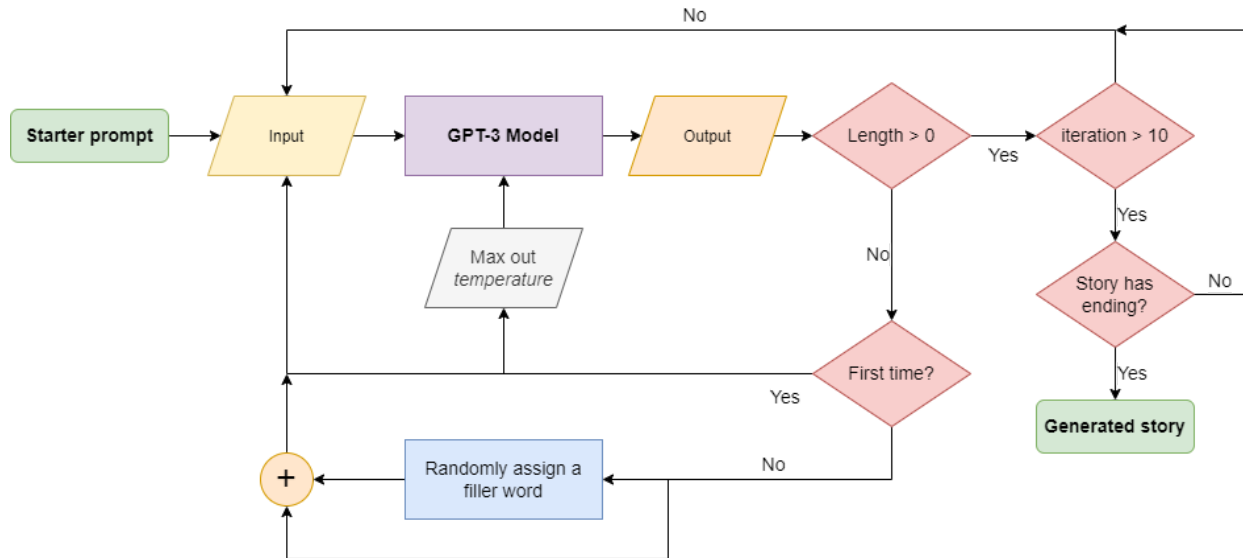 No
Starter prompt
Input
GPT-3 Model
Output
Length > 0
Yes
iteration > 10
Max out
temperature
No
Yes
Story has
ending?
No
First time?
Yes
Yes
Generated story
+
Randomly assign a
filler word
No